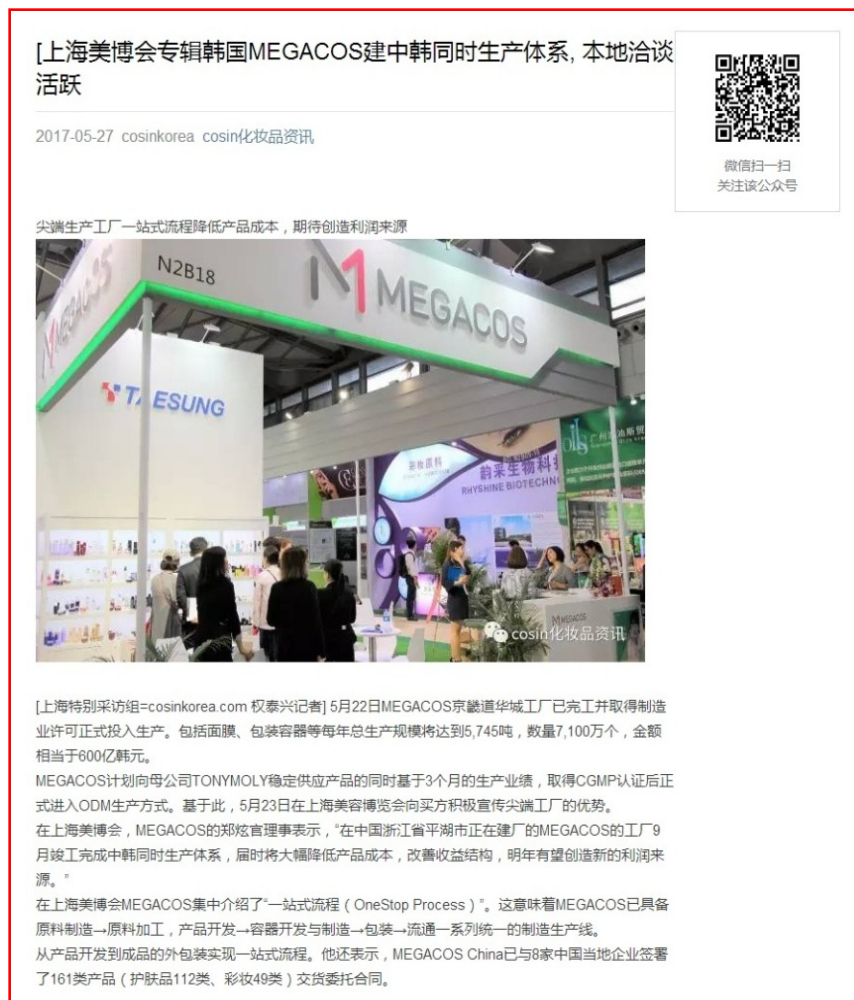 [上海美博会专辑韩国MEGACOS建中韩同时生产体系, 本地洽谈
活跃
2017-05-27 cosinkorea cosin化妆品资讯
微信扫一扫
关注该公众号
尖端生产工厂一站式流程降低产品成本，期待创造利润来源
N2B18
MEGACOS
MEGACOS
TAESUNG
彩妆原料
韵采生物科技
RHYSHINE BIOTECHNO
MEGACOS
cosin化妆品资讯
[上海特别采访组=cosinkorea.com 权泰兴记者] 5月22日MEGACOS京畿道华城工厂已完工并取得制造
业许可正式投入生产。包括面膜、包装容器等每年总生产规模将达到5,745吨，数量7,100万个，金额
相当于600亿韩元。
MEGACOS计划向母公司TONYMOLY稳定供应产品的同时基于3个月的生产业绩，取得CGMP认证后正
式进入ODM生产方式。基于此，5月23日在上海美容博览会向买方积极宣传尖端工厂的优势。
在上海美博会，MEGACOS的郑炫官理事表示，“在中国浙江省平湖市正在建厂的MEGACOS的工厂9
月竣工完成中韩同时生产体系，届时将大幅降低产品成本，改善收益结构，明年有望创造新的利润来
源。”
在上海美博会MEGACOS集中介绍了“一站式流程（OneStop Process）”。这意味着MEGACOS已具备
原料制造→原料加工，产品开发→容器开发与制造→包装→流通一系列统一的制造生产线。
从产品开发到成品的外包装实现一站式流程。他还表示，MEGACOS China已与8家中国当地企业签署
了161类产品（护肤品112类、彩妆49类）交货委托合同。